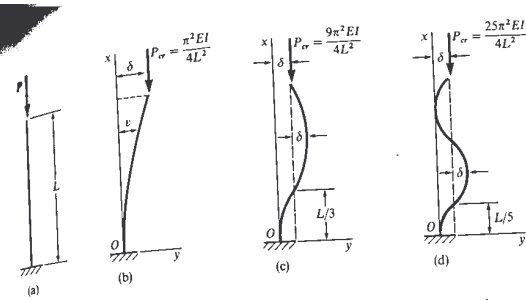 P
L
(a)
x
δ
P_cr = π²EI / 4L²
v
O
y
(b)
x
δ
P_cr = 9π²EI / 4L²
δ
L/3
O
y
(c)
x
δ
P_cr = 25π²EI / 4L²
δ
L/5
O
y
(d)